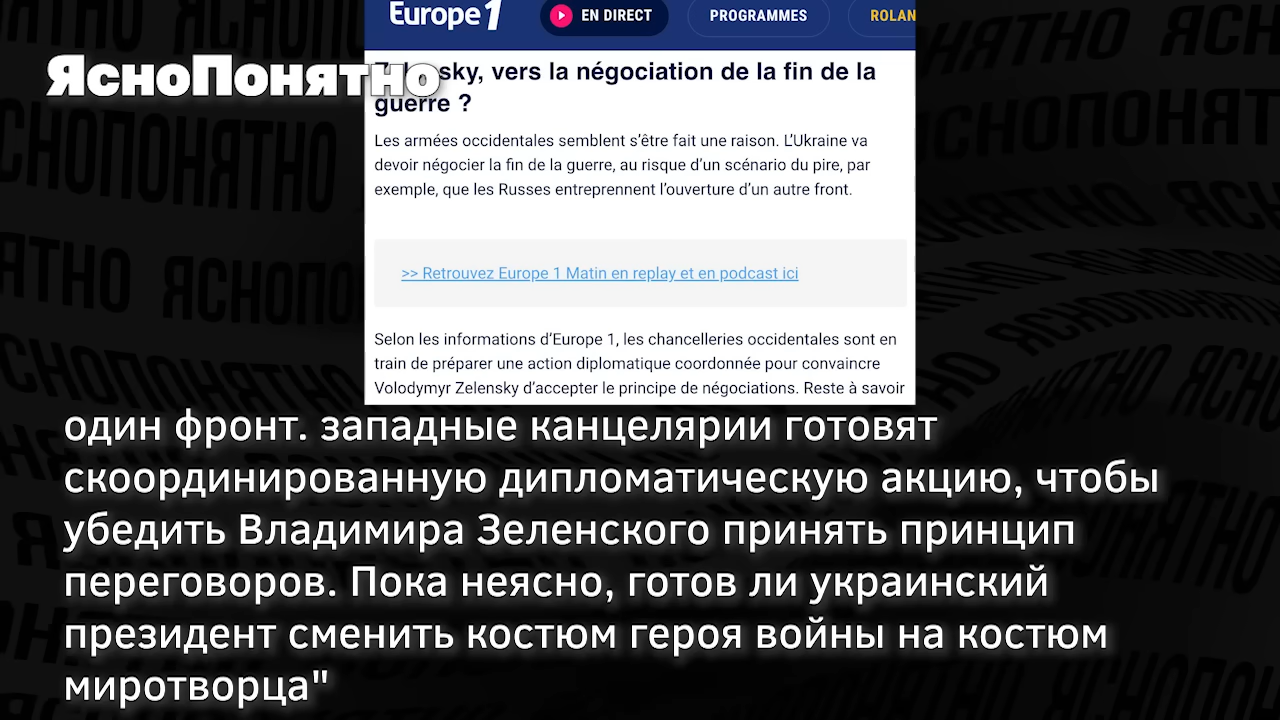 Europe 1
EN DIRECT
PROGRAMMES
ROLAN
ЯсноПонятно
sky, vers la négociation de la fin de la
guerre ?
Les armées occidentales semblent s'être fait une raison. L'Ukraine va
devoir négocier la fin de la guerre, au risque d'un scénario du pire, par
exemple, que les Russes entreprennent l'ouverture d'un autre front.
>> Retrouvez Europe 1 Matin en replay et en podcast ici
Selon les informations d'Europe 1, les chancelleries occidentales sont en
train de préparer une action diplomatique coordonnée pour convaincre
Volodymyr Zelensky d'accepter le principe de négociations. Reste à savoir
один фронт. западные канцелярии готовят
скоординированную дипломатическую акцию, чтобы
убедить Владимира Зеленского принять принцип
переговоров. Пока неясно, готов ли украинский
президент сменить костюм героя войны на костюм
миротворца"